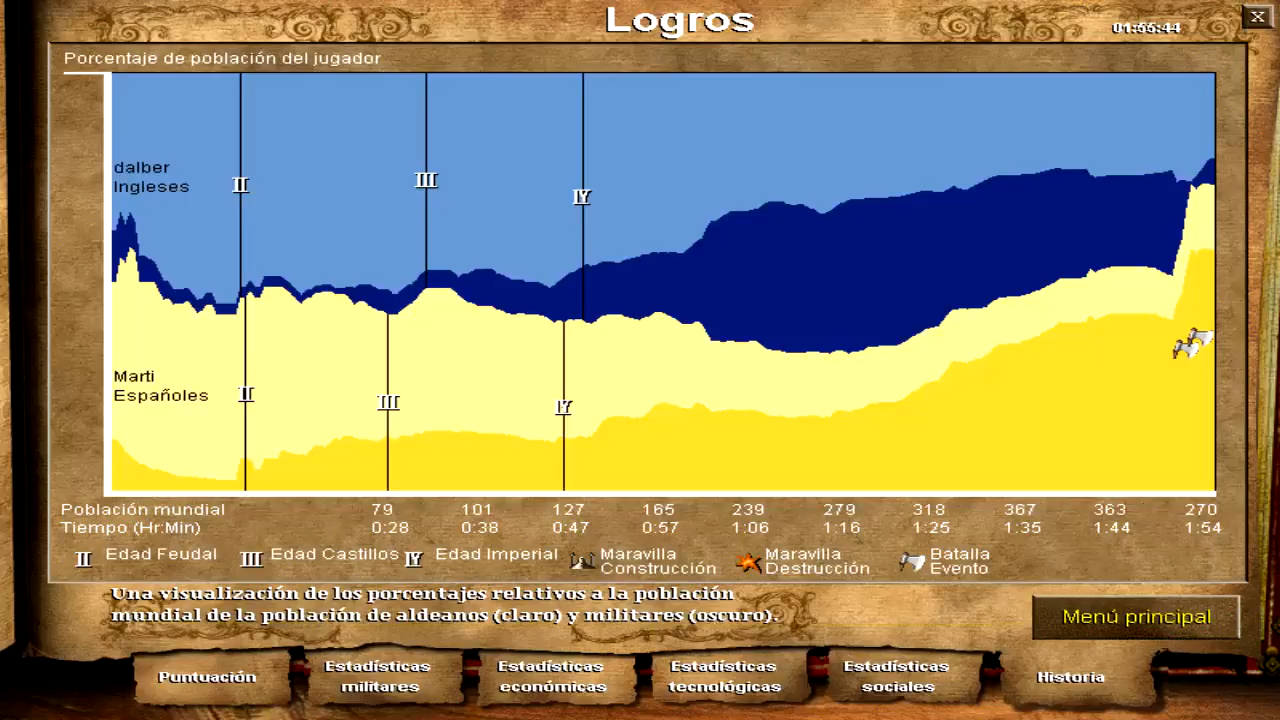 Logros
01:55:44
X
Porcentaje de población del jugador
dalber
Ingleses
II
III
IV
Marti
Españoles
II
III
IV
Población mundial 79 101 127 165 239 279 318 367 363 270
Tiempo (Hr:Min) 0:28 0:38 0:47 0:57 1:06 1:16 1:25 1:35 1:44 1:54
II Edad Feudal III Edad Castillos IV Edad Imperial Maravilla Construcción Maravilla Destrucción Batalla Evento
Una visualización de los porcentajes relativos a la población
mundial de la población de aldeanos (claro) y militares (oscuro).
Menú principal
Puntuación
Estadísticas
militares
Estadísticas
económicas
Estadísticas
tecnológicas
Estadísticas
sociales
Historia